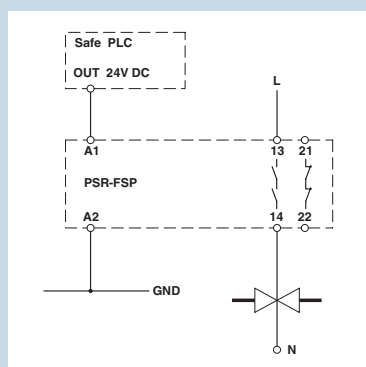 Safe PLC
OUT 24V DC
L
A1
13 21
PSR-FSP
A2
14 22
GND
N